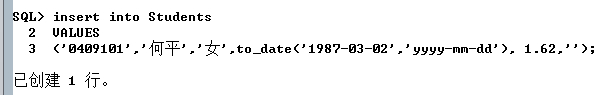 SQL> insert into Students
2 VALUES
3 ('0409101','何平','女',to_date('1987-03-02','yyyy-mm-dd'), 1.62,'');
已创建 1 行。